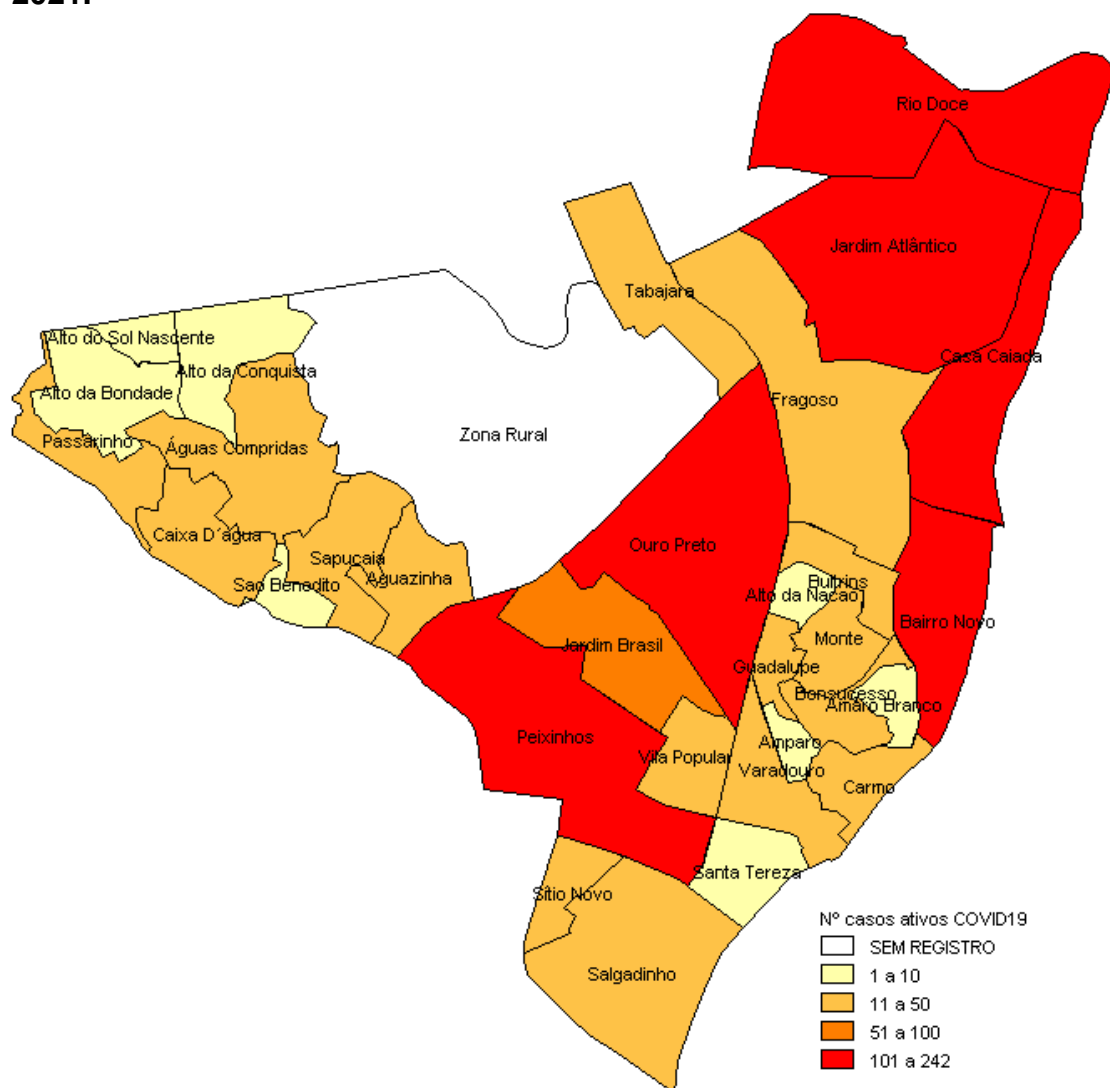 2021.
Rio Doce
Jardim Atlântico
Tabajara
Alto do Sol Nascente
Casa Caiada
Alto da Conquista
Alto da Bondade
Fragoso
Zona Rural
Passarinho
Águas Compridas
Caixa D´água
Ouro Preto
Sapucaia
Aguazinha
Sao Benedito
Bultrins
Alto da Nacao
Bairro Novo
Jardim Brasil
Monte
Guadalupe
Bonsucesso
Amaro Branco
Peixinhos
Amparo
Vila Popular
Varadouro
Carmo
Santa Tereza
Sítio Novo
Salgadinho
Nº casos ativos COVID19
SEM REGISTRO
1 a 10
11 a 50
51 a 100
101 a 242